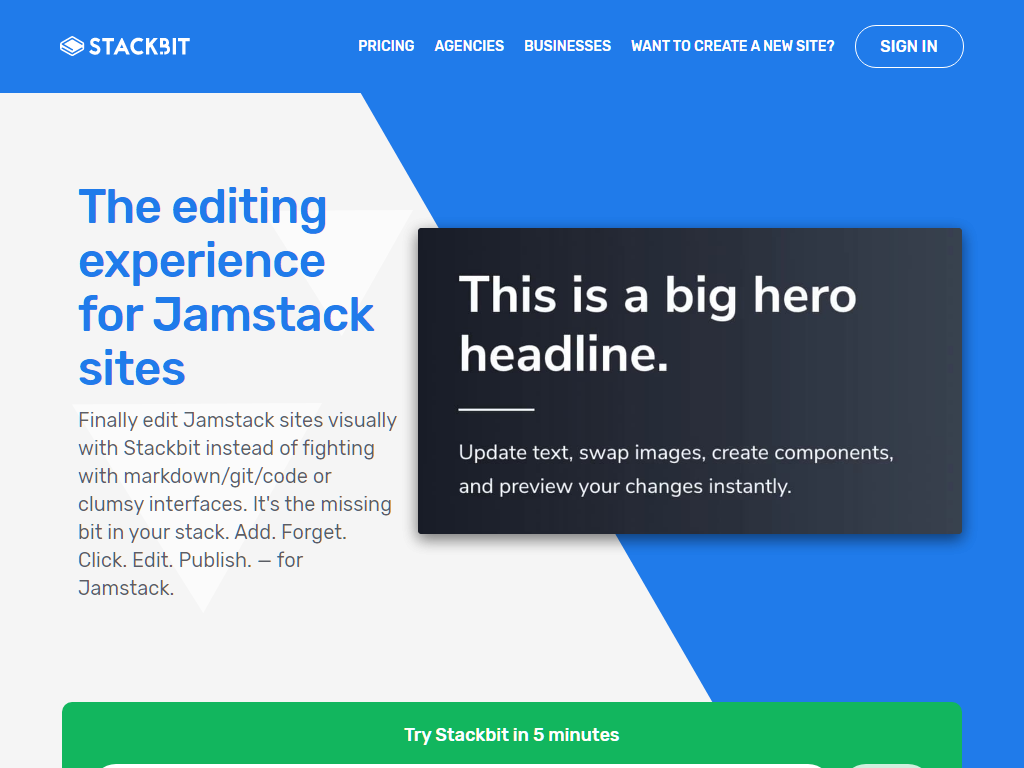 STACKBIT
PRICING
AGENCIES
BUSINESSES
WANT TO CREATE A NEW SITE?
SIGN IN
The editing
experience
for Jamstack
sites
Finally edit Jamstack sites visually
with Stackbit instead of fighting
with markdown/git/code or
clumsy interfaces. It's the missing
bit in your stack. Add. Forget.
Click. Edit. Publish. — for
Jamstack.
This is a big hero
headline.
Update text, swap images, create components,
and preview your changes instantly.
Try Stackbit in 5 minutes